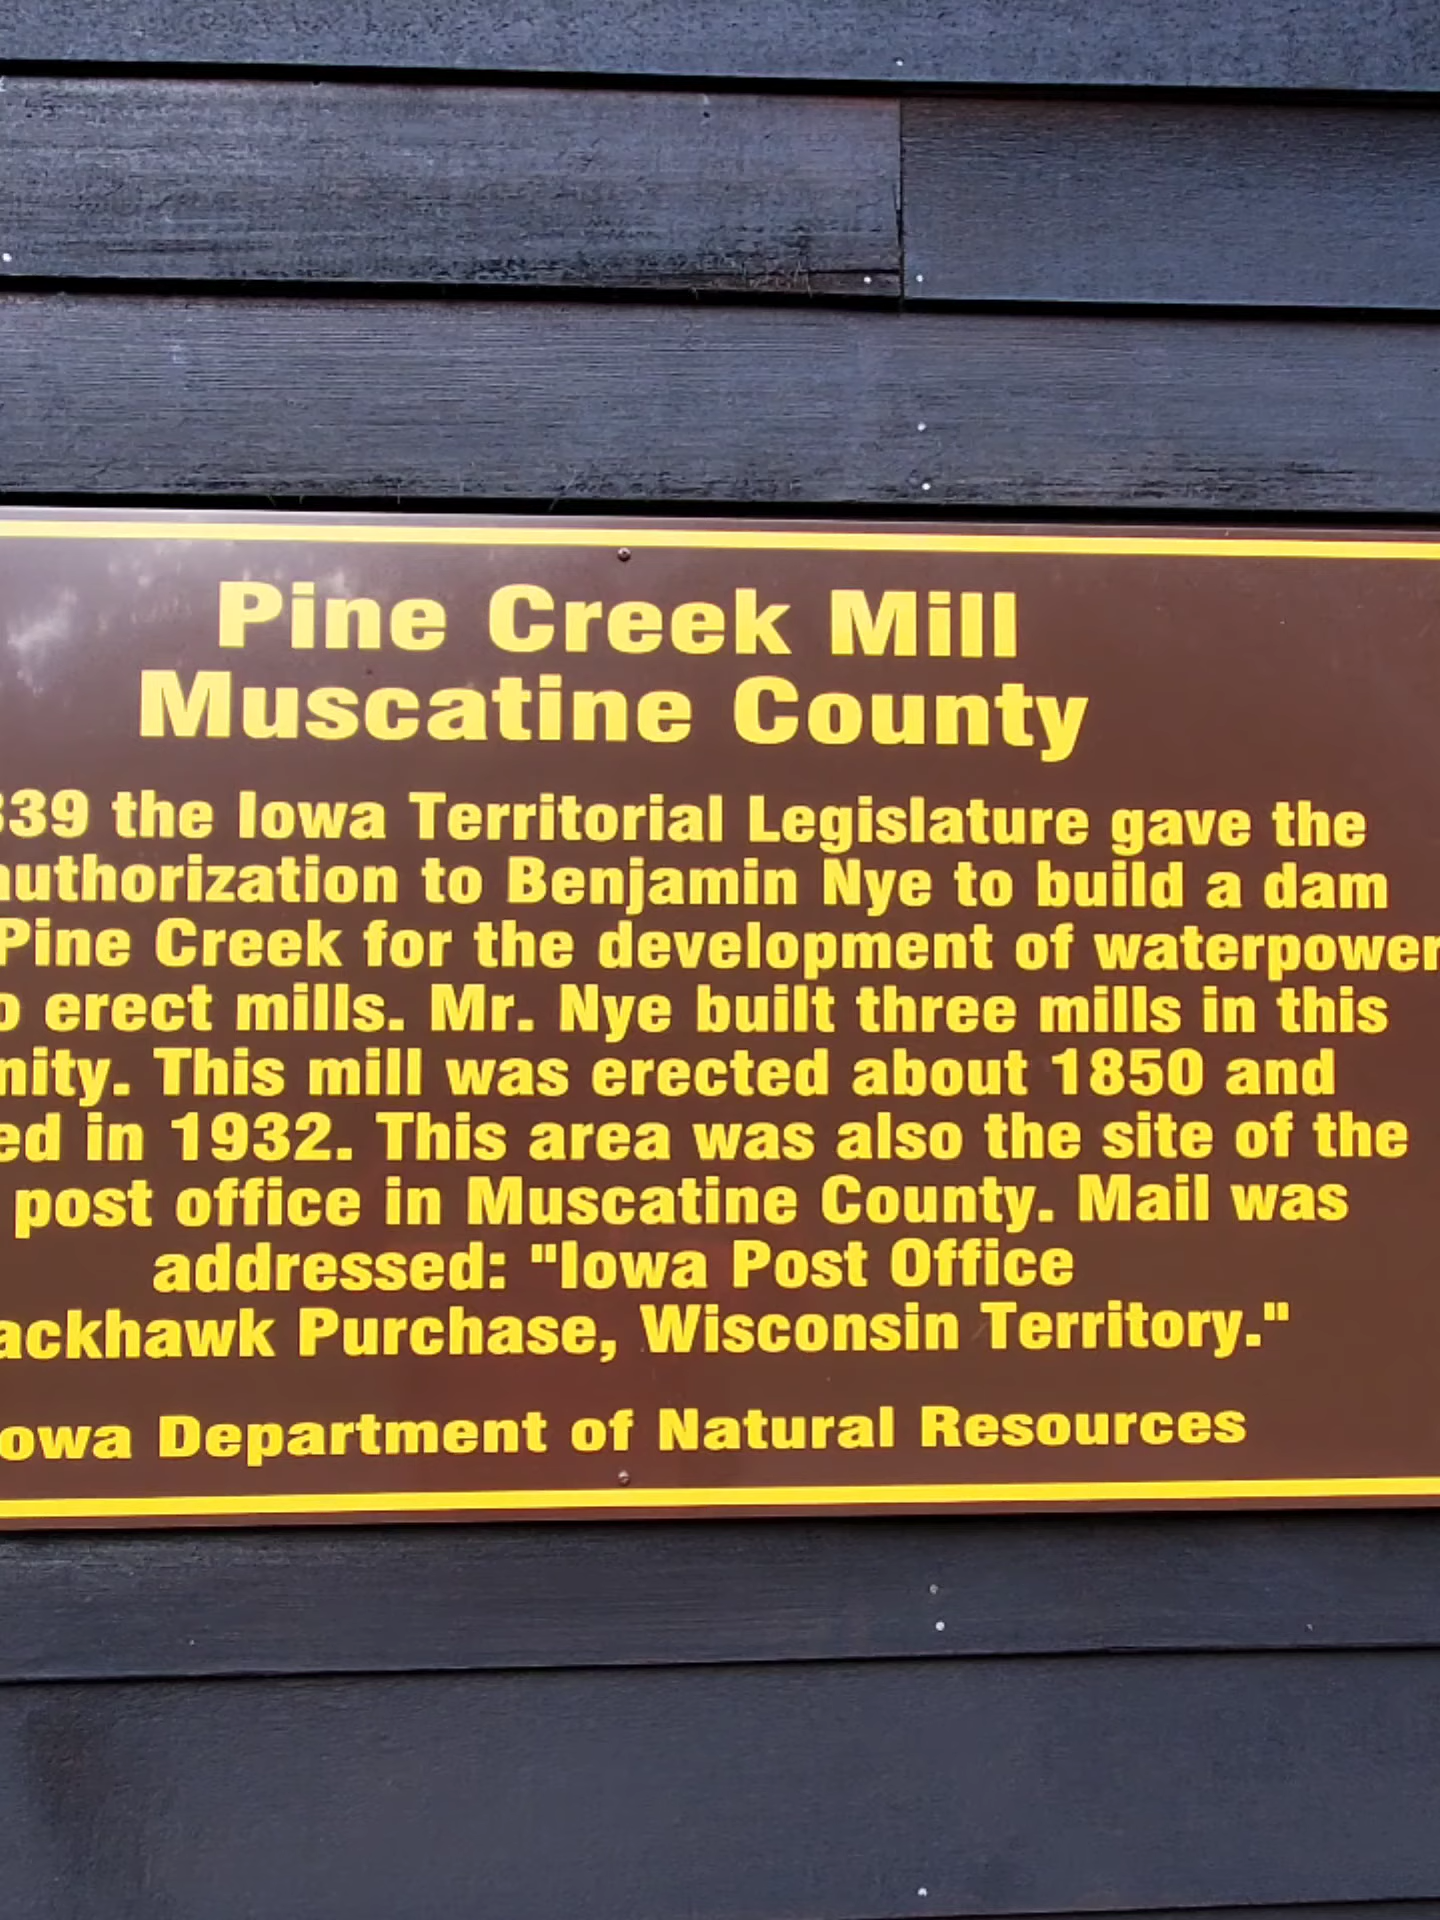 Pine Creek Mill
Muscatine County
39 the Iowa Territorial Legislature gave the
authorization to Benjamin Nye to build a dam
Pine Creek for the development of waterpower
o erect mills. Mr. Nye built three mills in this
nity. This mill was erected about 1850 and
ed in 1932. This area was also the site of the
post office in Muscatine County. Mail was
addressed: "Iowa Post Office
ackhawk Purchase, Wisconsin Territory."
owa Department of Natural Resources